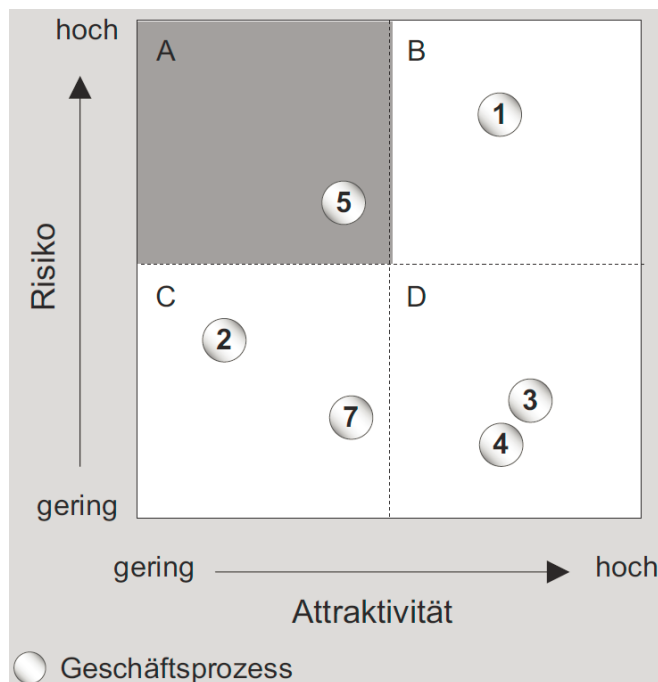 hoch
A
B
1
5
Risiko
C
D
2
3
7
4
gering
gering
hoch
Attraktivität
Geschäftsprozess